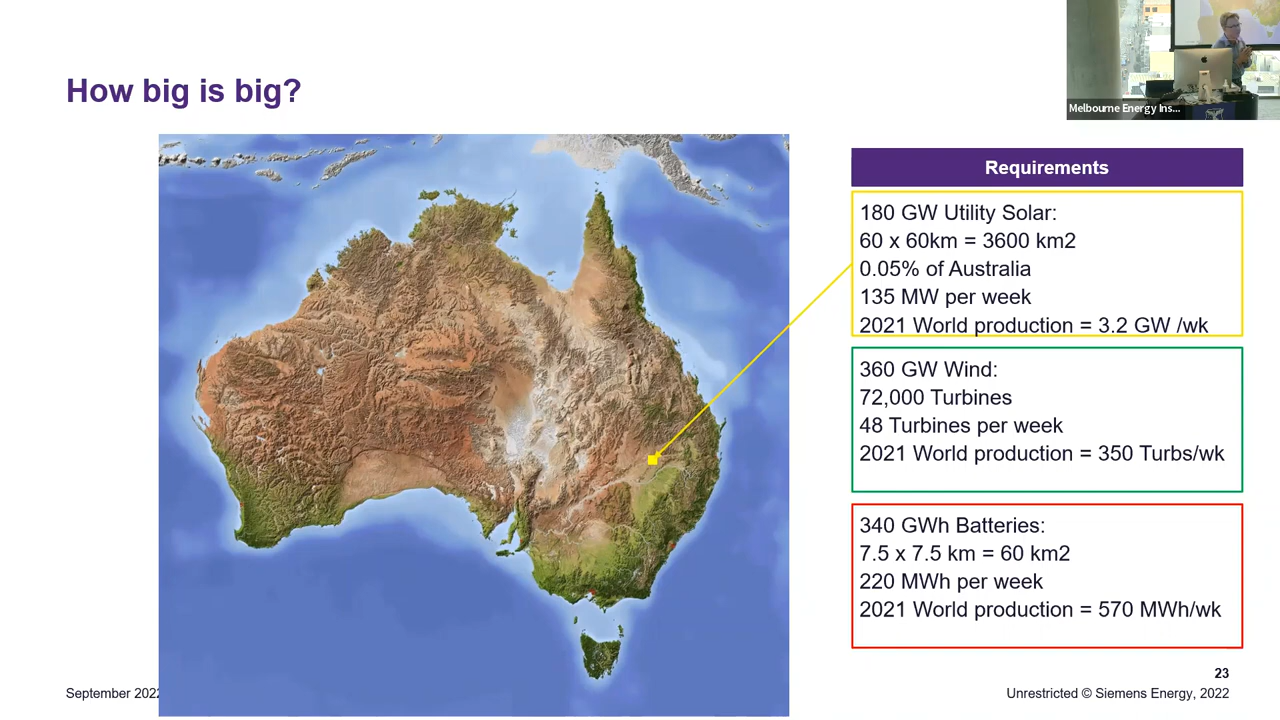 How big is big?
Melbourne Energy Ins...
Requirements
180 GW Utility Solar:
60 x 60km = 3600 km2
0.05% of Australia
135 MW per week
2021 World production = 3.2 GW /wk
360 GW Wind:
72,000 Turbines
48 Turbines per week
2021 World production = 350 Turbs/wk
340 GWh Batteries:
7.5 x 7.5 km = 60 km2
220 MWh per week
2021 World production = 570 MWh/wk
23
September 2022
Unrestricted © Siemens Energy, 2022